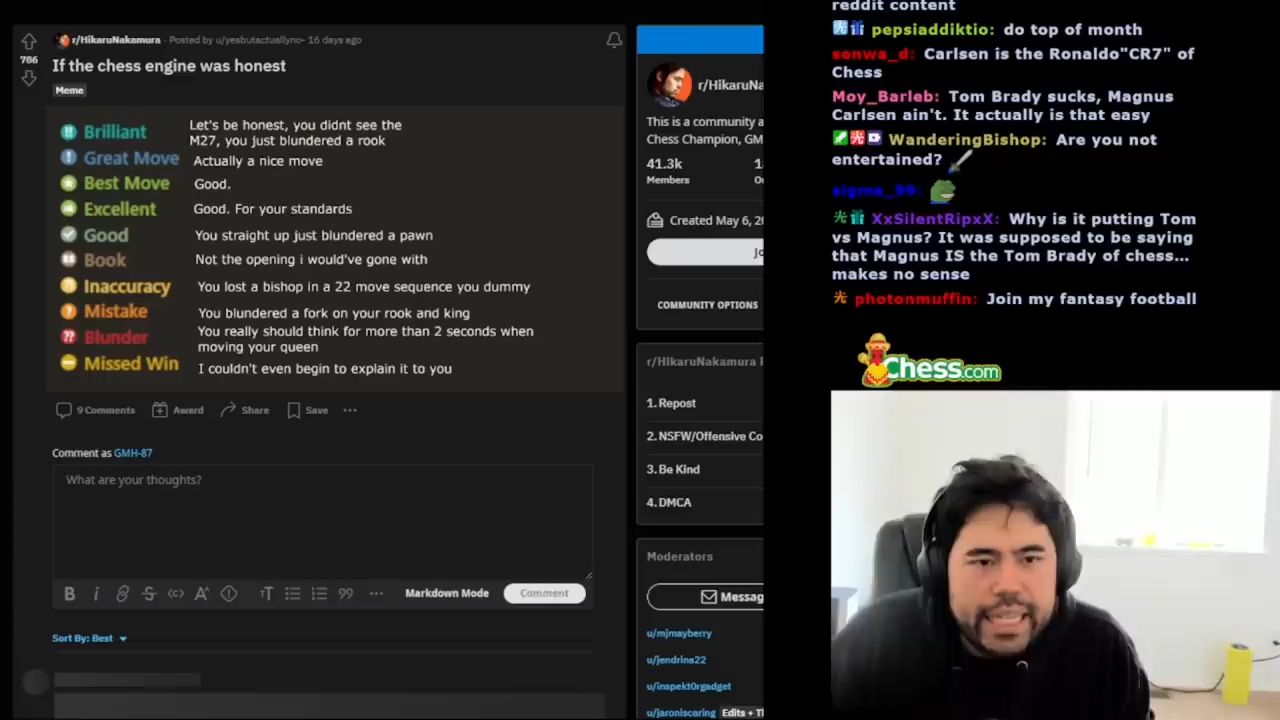 r/HikaruNakamura · Posted by u/yesbutactuallyno- 16 days ago
786
If the chess engine was honest
Meme
Brilliant
Let's be honest, you didnt see the
M27, you just blundered a rook
Great Move
Actually a nice move
Best Move
Good.
Excellent
Good. For your standards
Good
You straight up just blundered a pawn
Book
Not the opening i would've gone with
Inaccuracy
You lost a bishop in a 22 move sequence you dummy
Mistake
You blundered a fork on your rook and king
Blunder
You really should think for more than 2 seconds when
moving your queen
Missed Win
I couldn't even begin to explain it to you
9 Comments
Award
Share
Save
Comment as GMH-87
What are your thoughts?
Markdown Mode
Comment
Sort By: Best
r/HikaruNa
This is a community a
Chess Champion, GM
41.3k
Members
Created May 6, 20
COMMUNITY OPTIONS
r/HikaruNakamura
1. Repost
2. NSFW/Offensive Co
3. Be Kind
4. DMCA
Moderators
Messag
u/mjmayberry
u/jendrina22
u/inspekt0rgadget
u/jaroniscaring
Edits + Th
reddit content
pepsiaddiktio: do top of month
sonwa_d: Carlsen is the Ronaldo"CR7" of
Chess
Moy_Barleb: Tom Brady sucks, Magnus
Carlsen ain't. It actually is that easy
WanderingBishop: Are you not
entertained?
sigma_99:
XxSilentRipxX: Why is it putting Tom
vs Magnus? It was supposed to be saying
that Magnus IS the Tom Brady of chess...
makes no sense
photonmuffin: Join my fantasy football
Chess.com